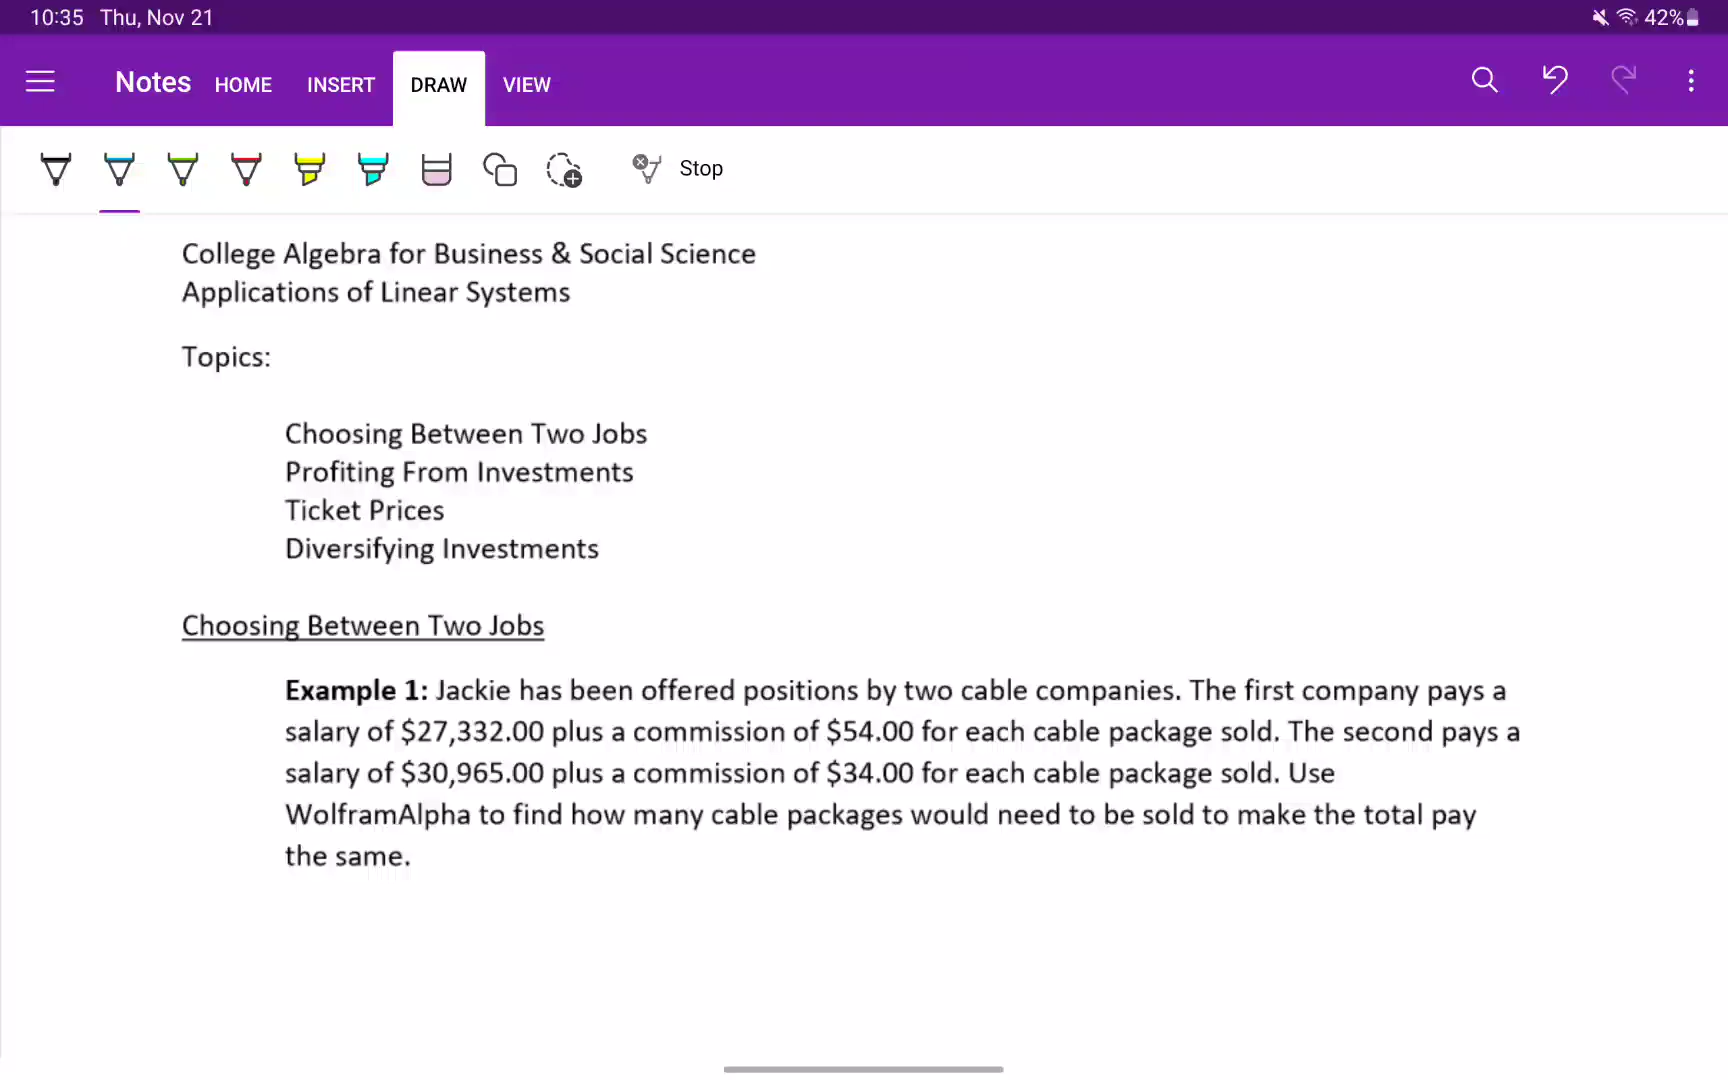 10:35 Thu, Nov 21 42%
Notes HOME INSERT DRAW VIEW
Stop
College Algebra for Business & Social Science
Applications of Linear Systems
Topics:
Choosing Between Two Jobs
Profiting From Investments
Ticket Prices
Diversifying Investments
Choosing Between Two Jobs
Example 1: Jackie has been offered positions by two cable companies. The first company pays a
salary of $27,332.00 plus a commission of $54.00 for each cable package sold. The second pays a
salary of $30,965.00 plus a commission of $34.00 for each cable package sold. Use
WolframAlpha to find how many cable packages would need to be sold to make the total pay
the same.